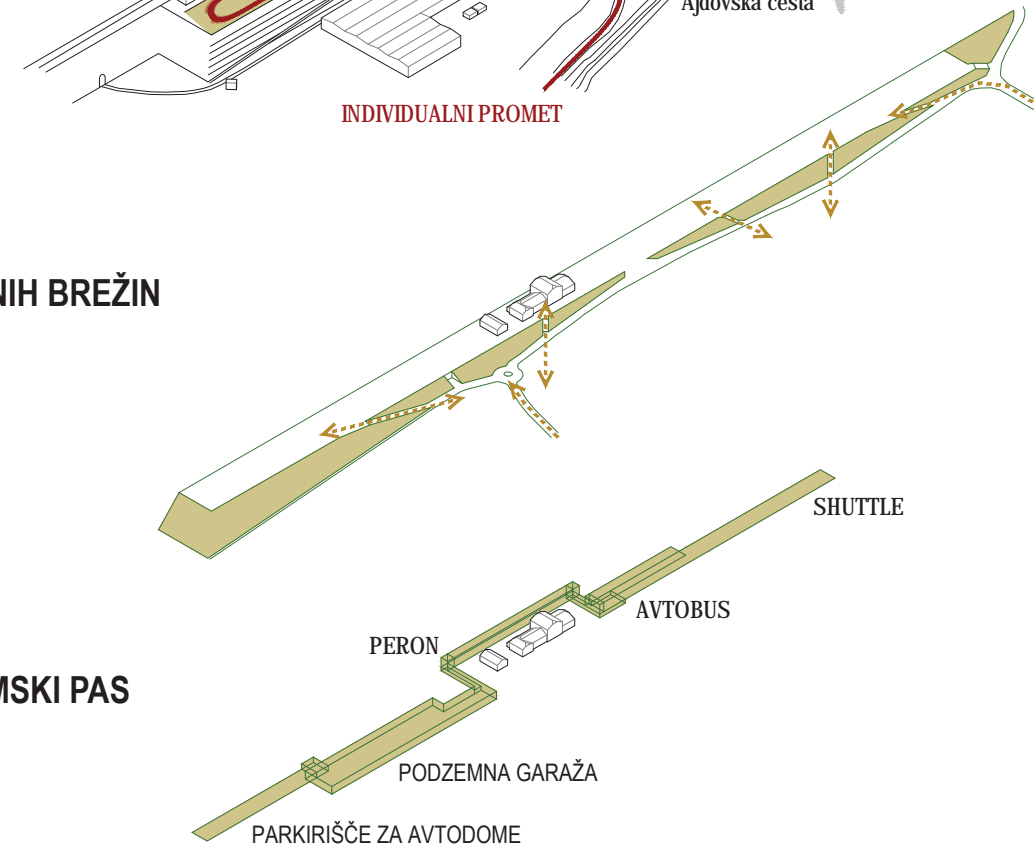 Ajdovska cesta
INDIVIDUALNI PROMET
NIH BREŽIN
SHUTTLE
AVTOBUS
PERON
MSKI PAS
PODZEMNA GARAŽA
PARKIRIŠČE ZA AVTODOME